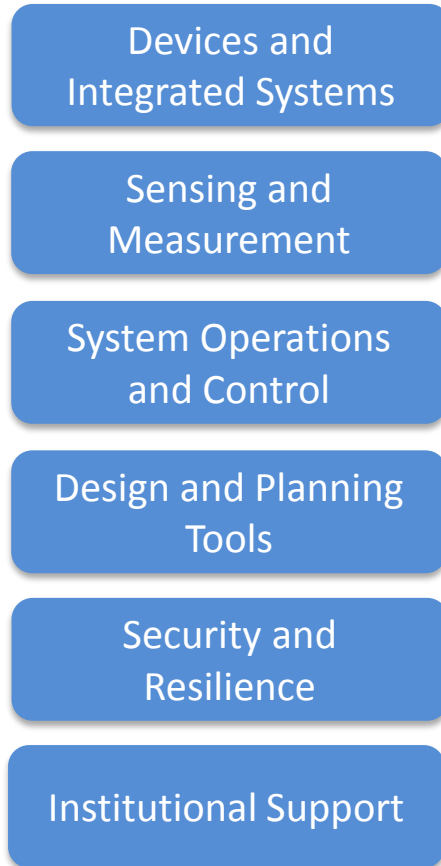 Devices and
Integrated Systems
Sensing and
Measurement
System Operations
and Control
Design and Planning
Tools
Security and
Resilience
Institutional Support